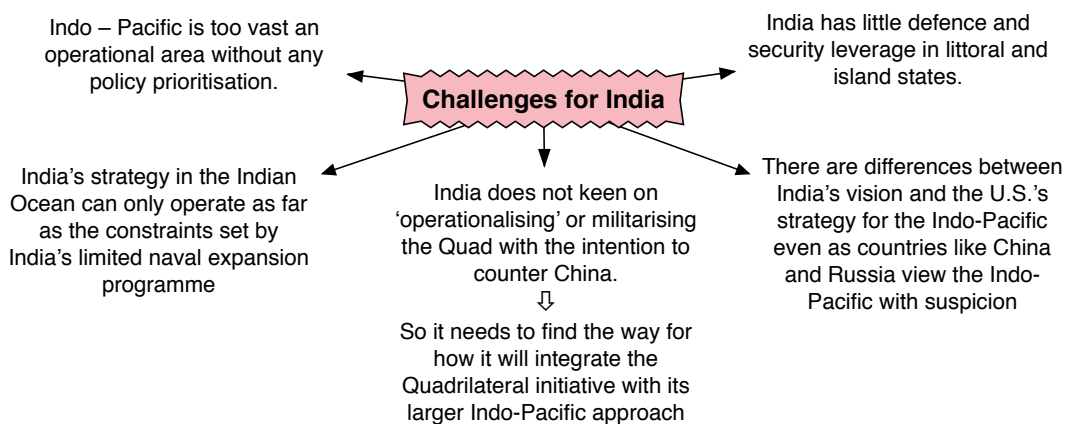 Indo – Pacific is too vast an
operational area without any
policy prioritisation.
India has little defence and
security leverage in littoral and
island states.
Challenges for India
India's strategy in the Indian
Ocean can only operate as far
as the constraints set by
India's limited naval expansion
programme
India does not keen on
'operationalising' or militarising
the Quad with the intention to
counter China.
So it needs to find the way for
how it will integrate the
Quadrilateral initiative with its
larger Indo-Pacific approach
There are differences between
India's vision and the U.S.'s
strategy for the Indo-Pacific
even as countries like China
and Russia view the Indo-
Pacific with suspicion